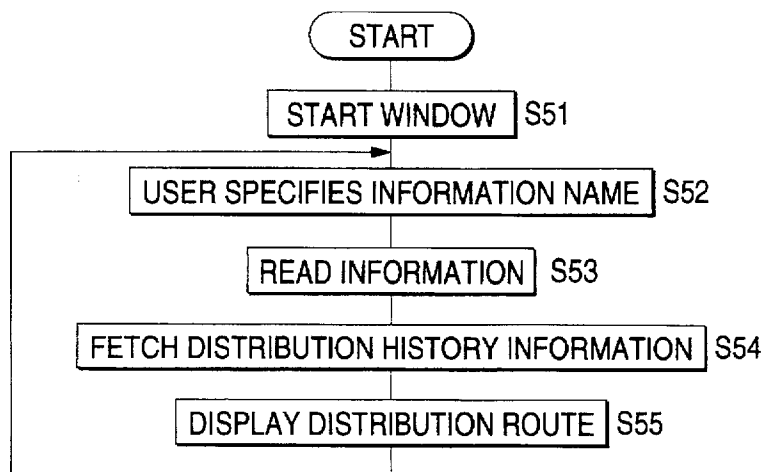 START
START WINDOW S51
USER SPECIFIES INFORMATION NAME S52
READ INFORMATION S53
FETCH DISTRIBUTION HISTORY INFORMATION S54
DISPLAY DISTRIBUTION ROUTE S55